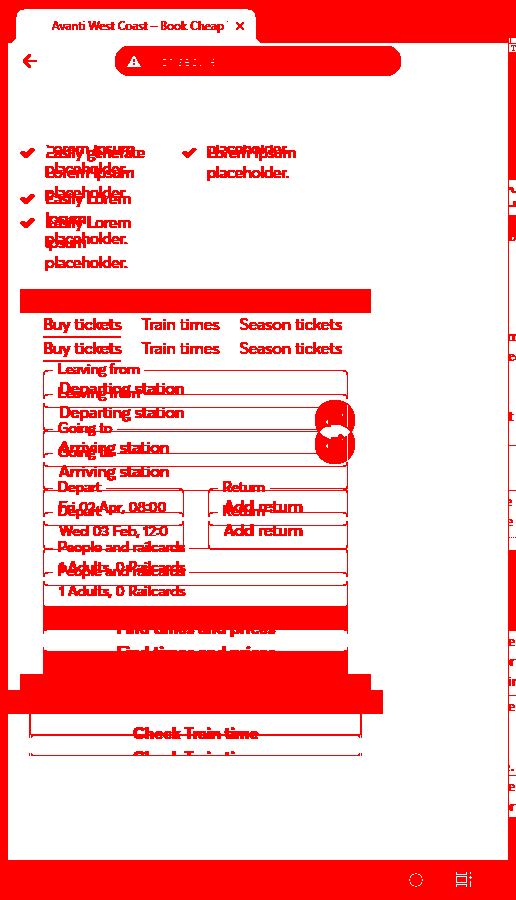 Avanti West Coast – Book Cheap
Easily generate
Lorem ipsum
placeholder.
Lorem ipsum
placeholder.
Easily Lorem
Easily Lorem
ipsum
placeholder.
Buy tickets Train times Season tickets
Buy tickets Train times Season tickets
Leaving from
Departing station
Leaving from
Departing station
Going to
Arriving station
Going to
Arriving station
Depart Return
Fri 02 Apr, 08:00 Add return
Depart Return
Wed 03 Feb, 12:0 Add return
People and railcards
1 Adults, 0 Railcards
People and railcards
1 Adults, 0 Railcards
Find times and prices
Find times and prices
Check Train time
Check Train